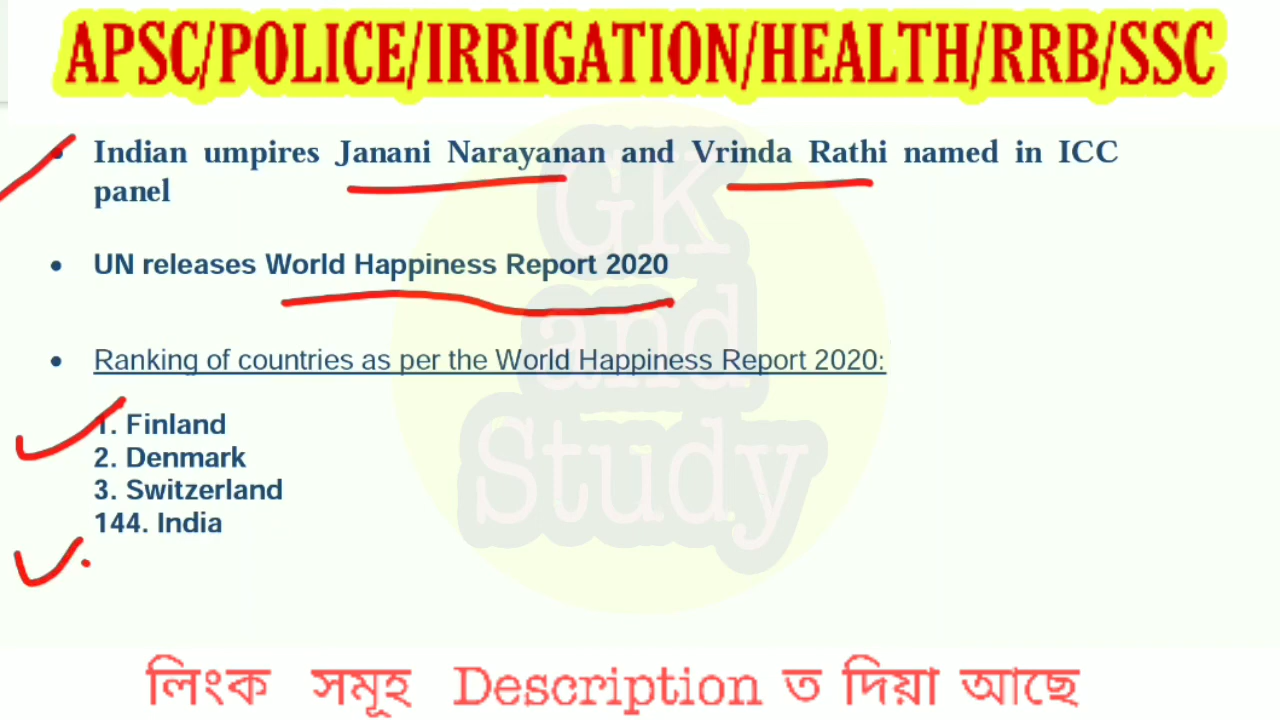 APSC/POLICE/IRRIGATION/HEALTH/RRB/SSC
• Indian umpires Janani Narayanan and Vrinda Rathi named in ICC
panel
• UN releases World Happiness Report 2020
• Ranking of countries as per the World Happiness Report 2020:
1. Finland
2. Denmark
3. Switzerland
144. India
GK
and
Study
লিংক সমূহ Description ত দিয়া আছে